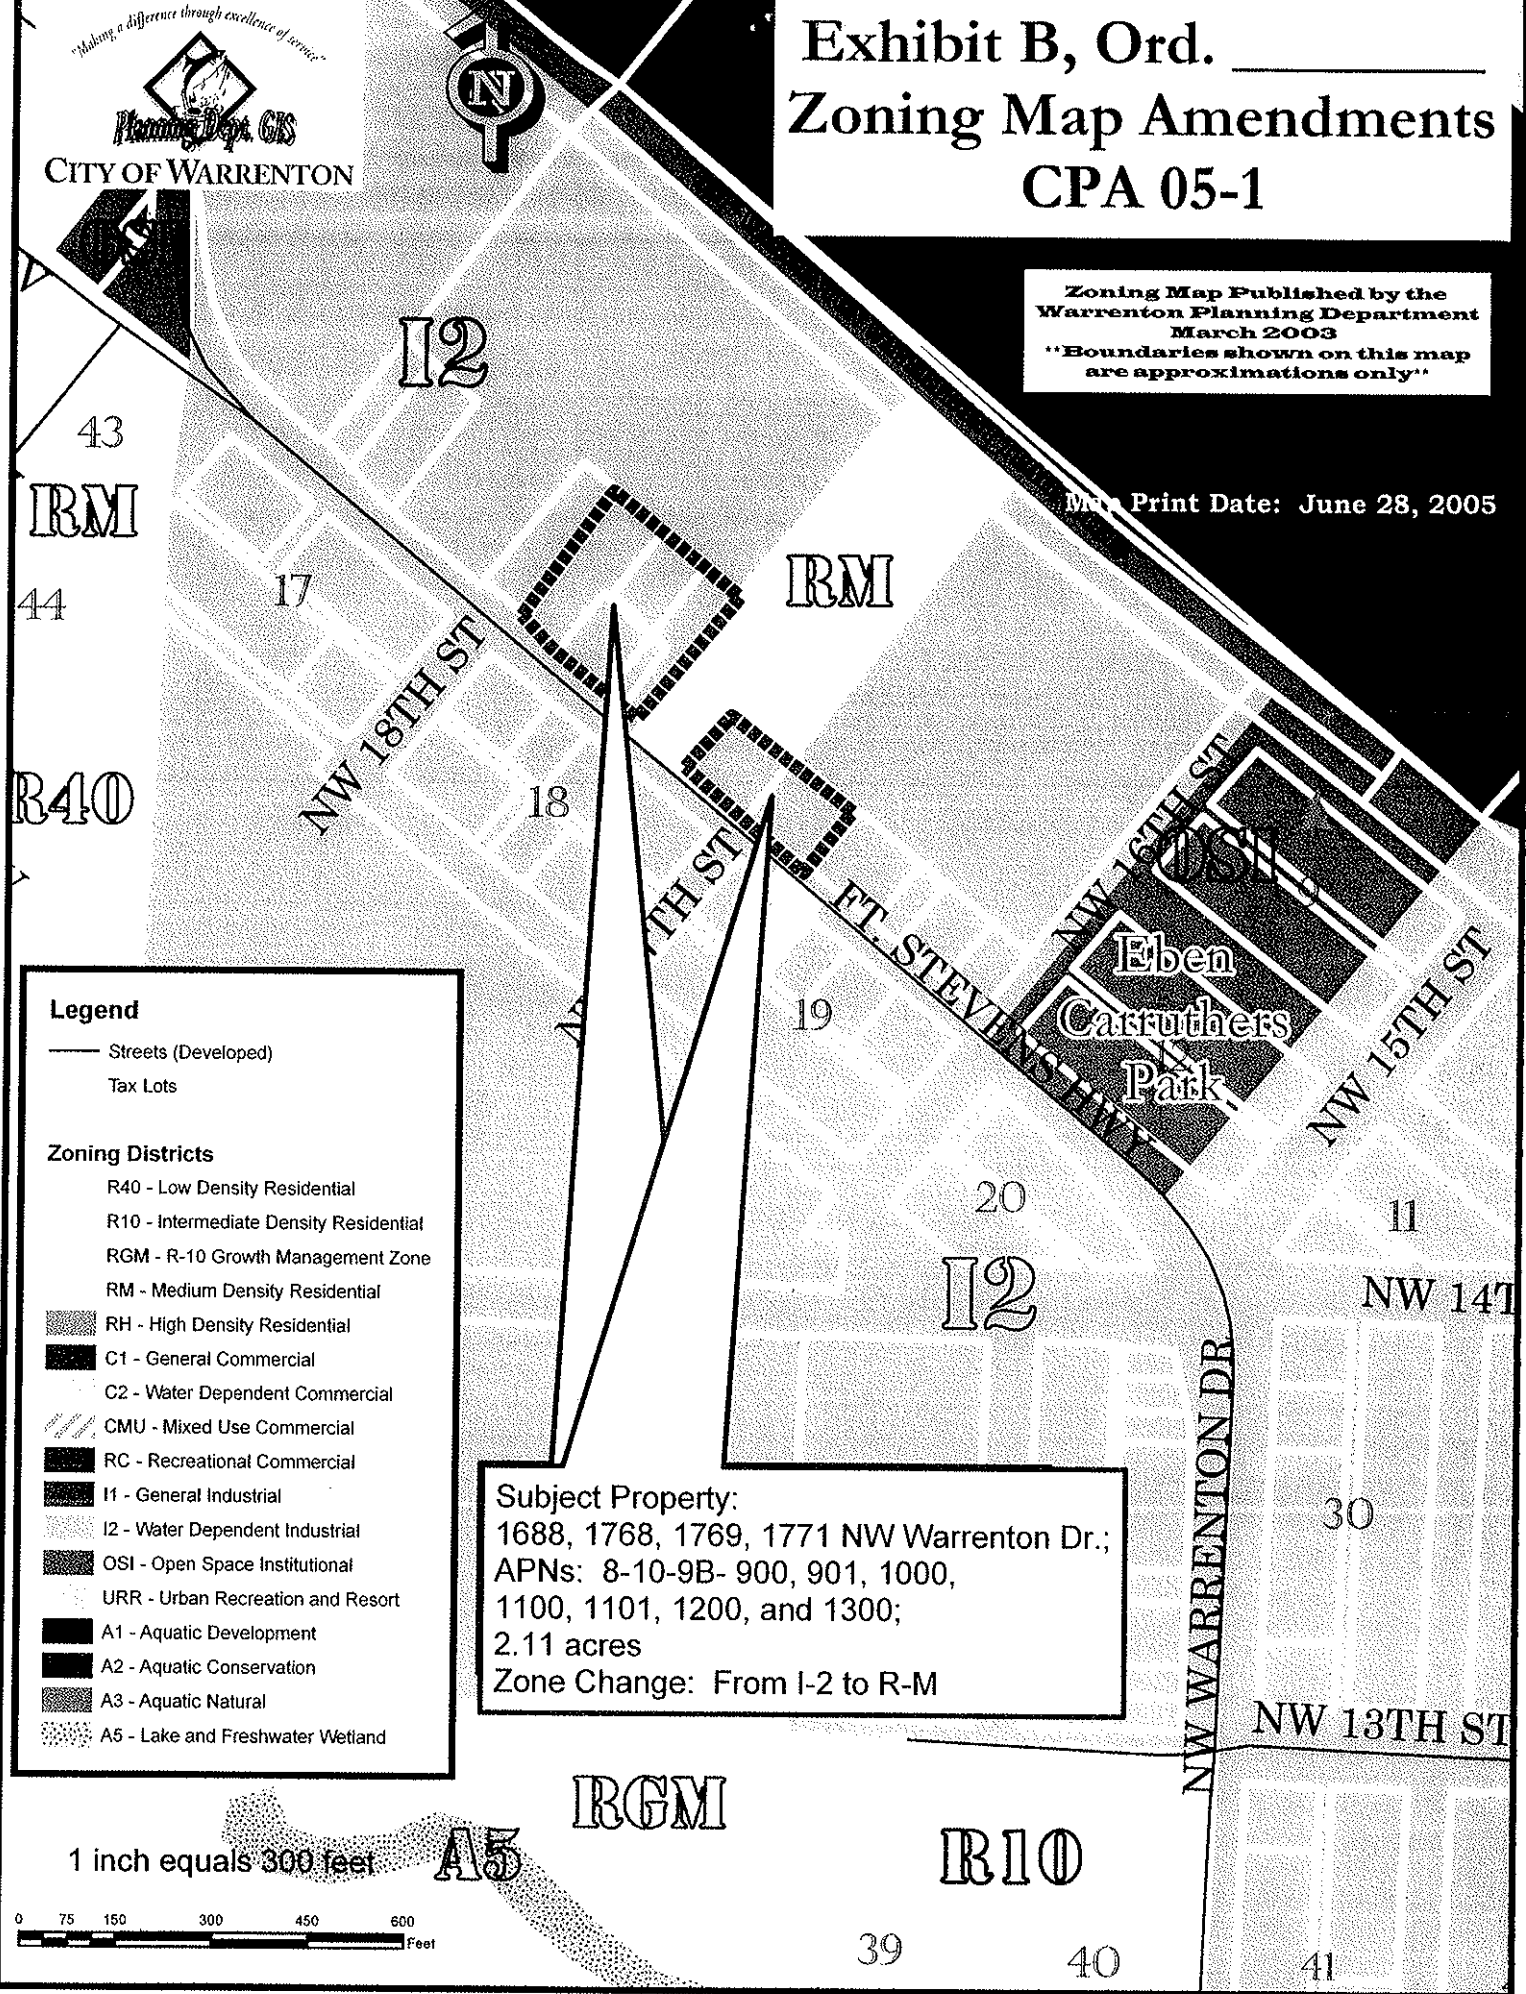 "Making a difference through excellence of service"
Planning Dept. GIS
CITY OF WARRENTON
N
Exhibit B, Ord. __________
Zoning Map Amendments
CPA 05-1
Zoning Map Published by the
Warrenton Planning Department
March 2003
**Boundaries shown on this map
are approximations only**
Map Print Date: June 28, 2005
I2
43
RM
44
17
RM
NW 18TH ST
R40
18
TH ST
NW 16TH ST
OSI
9
FT. STEVENS HWY
Eben
Carruthers
Park
NW 15TH ST
19
20
11
I2
NW 14T
NW WARRENTON DR
30
NW 13TH ST
Legend
Streets (Developed)
Tax Lots
Zoning Districts
R40 - Low Density Residential
R10 - Intermediate Density Residential
RGM - R-10 Growth Management Zone
RM - Medium Density Residential
RH - High Density Residential
C1 - General Commercial
C2 - Water Dependent Commercial
CMU - Mixed Use Commercial
RC - Recreational Commercial
I1 - General Industrial
I2 - Water Dependent Industrial
OSI - Open Space Institutional
URR - Urban Recreation and Resort
A1 - Aquatic Development
A2 - Aquatic Conservation
A3 - Aquatic Natural
A5 - Lake and Freshwater Wetland
Subject Property:
1688, 1768, 1769, 1771 NW Warrenton Dr.;
APNs: 8-10-9B- 900, 901, 1000,
1100, 1101, 1200, and 1300;
2.11 acres
Zone Change: From I-2 to R-M
RGM
A5
R10
1 inch equals 300 feet
0 75 150 300 450 600
Feet
39
40
41